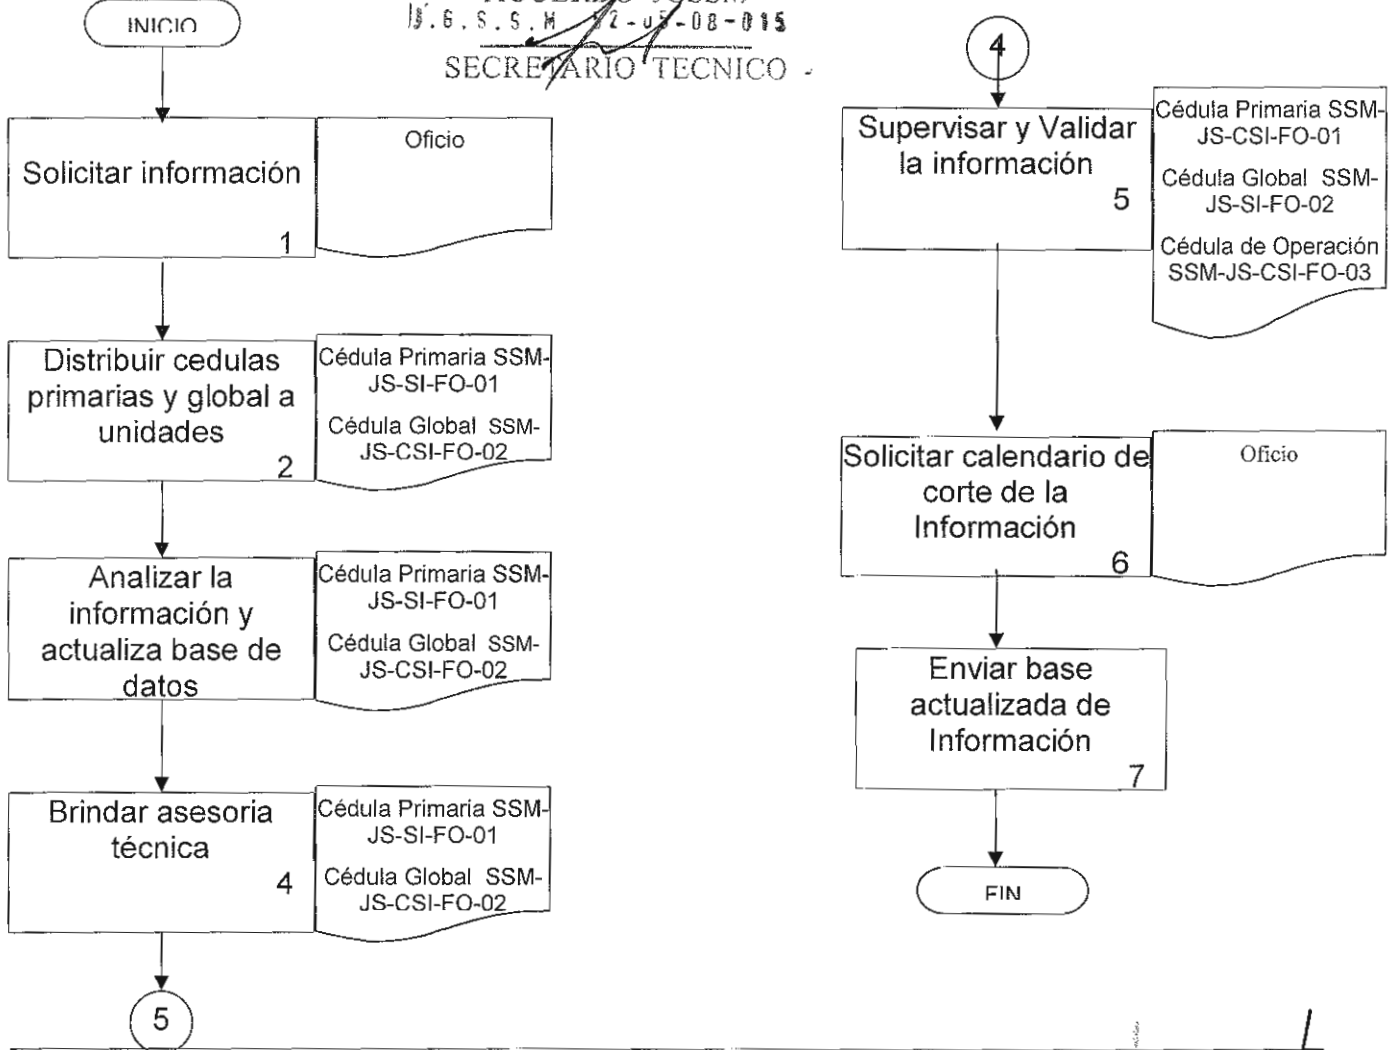 INICIO
SECRETARIO TECNICO
Solicitar información
1
Oficio
Distribuir cedulas
primarias y global a
unidades
2
Cédula Primaria SSM-
JS-SI-FO-01
Cédula Global SSM-
JS-CSI-FO-02
Analizar la
información y
actualiza base de
datos
Cédula Primaria SSM-
JS-SI-FO-01
Cédula Global SSM-
JS-CSI-FO-02
Brindar asesoria
técnica
4
Cédula Primaria SSM-
JS-SI-FO-01
Cédula Global SSM-
JS-CSI-FO-02
5
4
Supervisar y Validar
la información
5
Cédula Primaria SSM-
JS-CSI-FO-01
Cédula Global SSM-
JS-SI-FO-02
Cédula de Operación
SSM-JS-CSI-FO-03
Solicitar calendario de
corte de la
Información
6
Oficio
Enviar base
actualizada de
Información
7
FIN